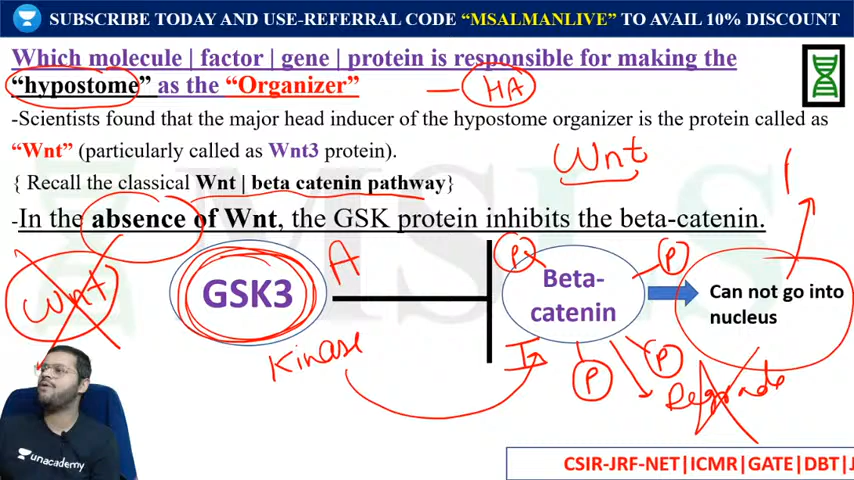 SUBSCRIBE TODAY AND USE-REFERRAL CODE “MSALMANLIVE” TO AVAIL 10% DISCOUNT
Which molecule | factor | gene | protein is responsible for making the
“hypostome” as the “Organizer”
HA
-Scientists found that the major head inducer of the hypostome organizer is the protein called as
“Wnt” (particularly called as Wnt3 protein).
Wnt
{ Recall the classical Wnt | beta catenin pathway}
-In the absence of Wnt, the GSK protein inhibits the beta-catenin.
Wnt
GSK3
A
P
Beta-
catenin
P
Can not go into
nucleus
Kinase
I
P
P
Degrade
unacademy
CSIR-JRF-NET|ICMR|GATE|DBT|J